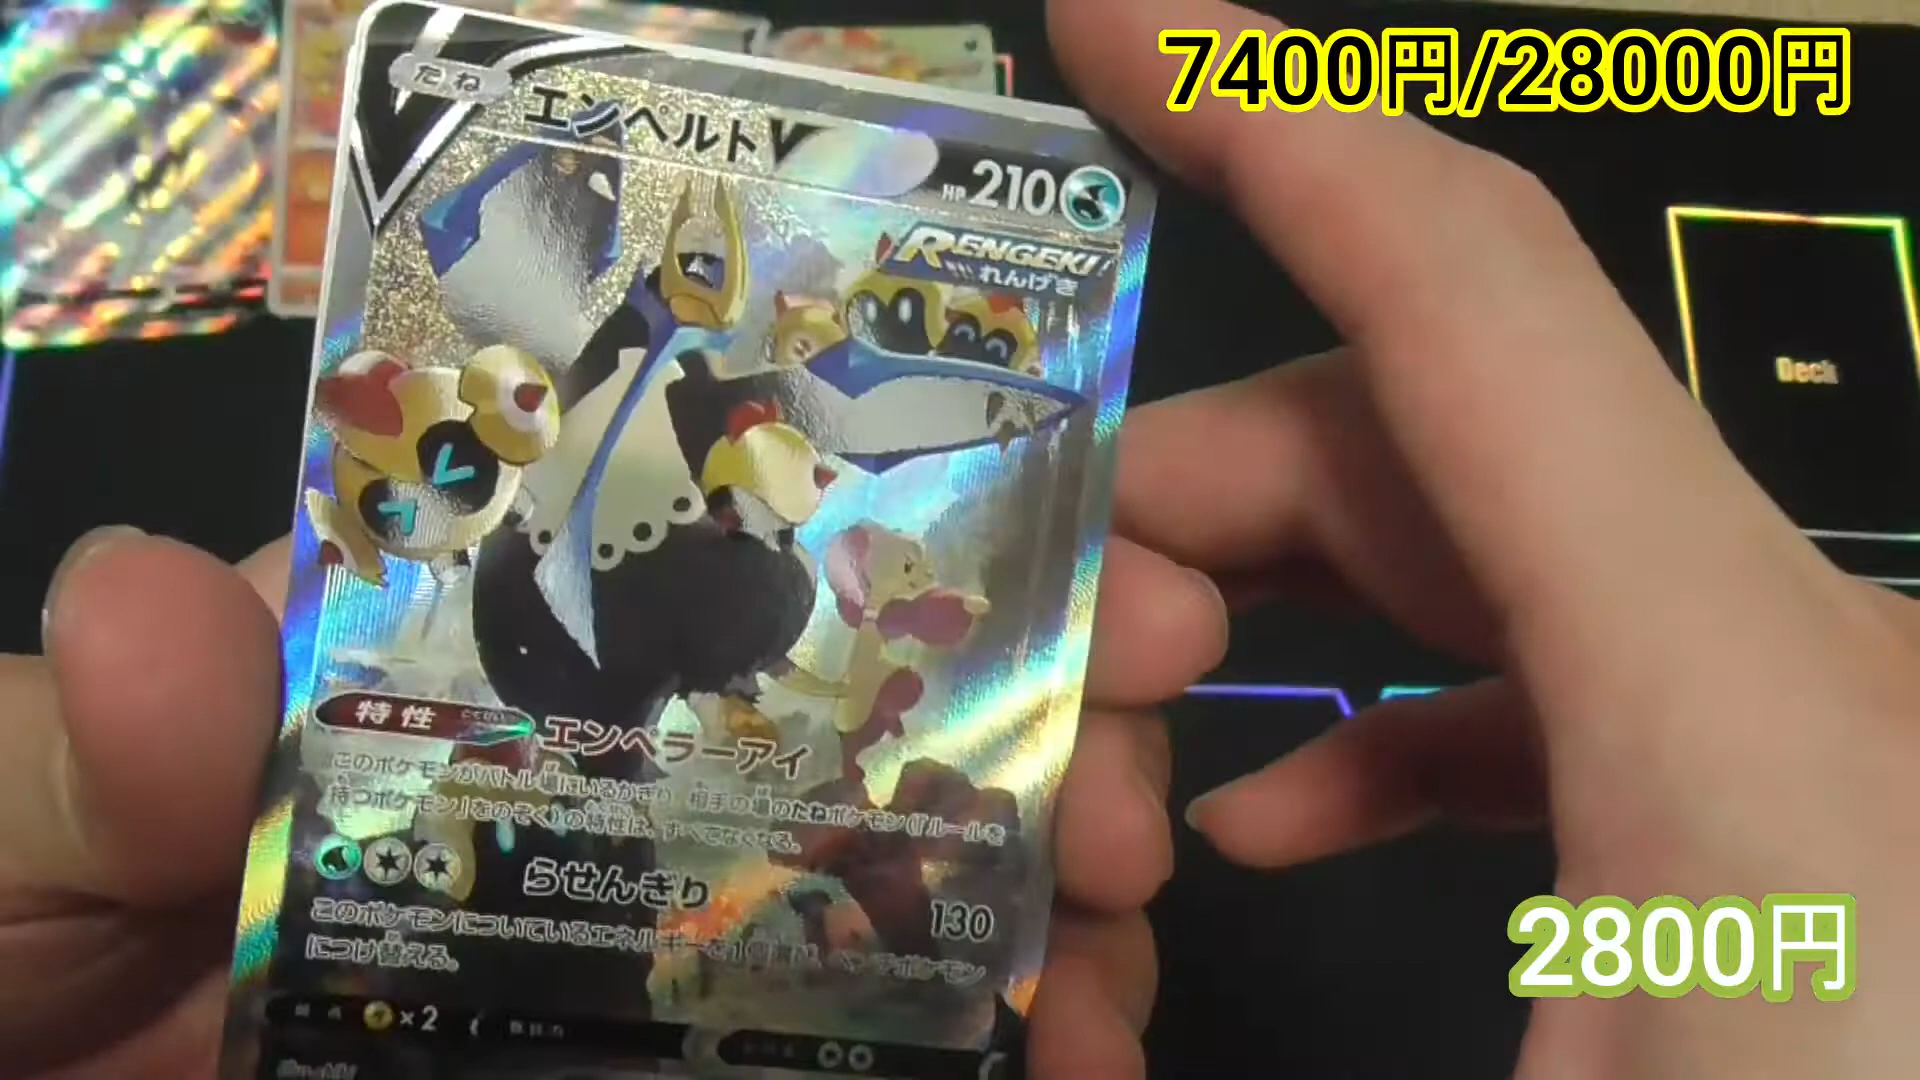 7400円/28000円
たね
エンペルトV
HP 210
RENGEKI
れんげき
Deck
特性
エンペラーアイ
このポケモンがバトル場にいるかぎり、相手の場のたねポケモン(「ルールを
持つポケモン」をのぞく)の特性は、すべてなくなる。
らせんぎり
130
このポケモンについているエネルギーを1個選び、ベンチポケモン
につけ替える。
×2
2800円